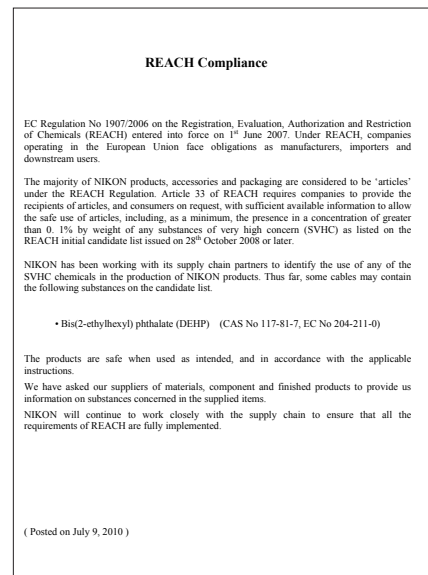 REACH Compliance
EC Regulation No 1907/2006 on the Registration, Evaluation, Authorization and Restriction
of Chemicals (REACH) entered into force on 1st June 2007. Under REACH, companies
operating in the European Union face obligations as manufacturers, importers and
downstream users.
The majority of NIKON products, accessories and packaging are considered to be ‘articles’
under the REACH Regulation. Article 33 of REACH requires companies to provide the
recipients of articles, and consumers on request, with sufficient available information to allow
the safe use of articles, including, as a minimum, the presence in a concentration of greater
than 0. 1% by weight of any substances of very high concern (SVHC) as listed on the
REACH initial candidate list issued on 28th October 2008 or later.
NIKON has been working with its supply chain partners to identify the use of any of the
SVHC chemicals in the production of NIKON products. Thus far, some cables may contain
the following substances on the candidate list.
• Bis(2-ethylhexyl) phthalate (DEHP) (CAS No 117-81-7, EC No 204-211-0)
The products are safe when used as intended, and in accordance with the applicable
instructions.
We have asked our suppliers of materials, component and finished products to provide us
information on substances concerned in the supplied items.
NIKON will continue to work closely with the supply chain to ensure that all the
requirements of REACH are fully implemented.
( Posted on July 9, 2010 )